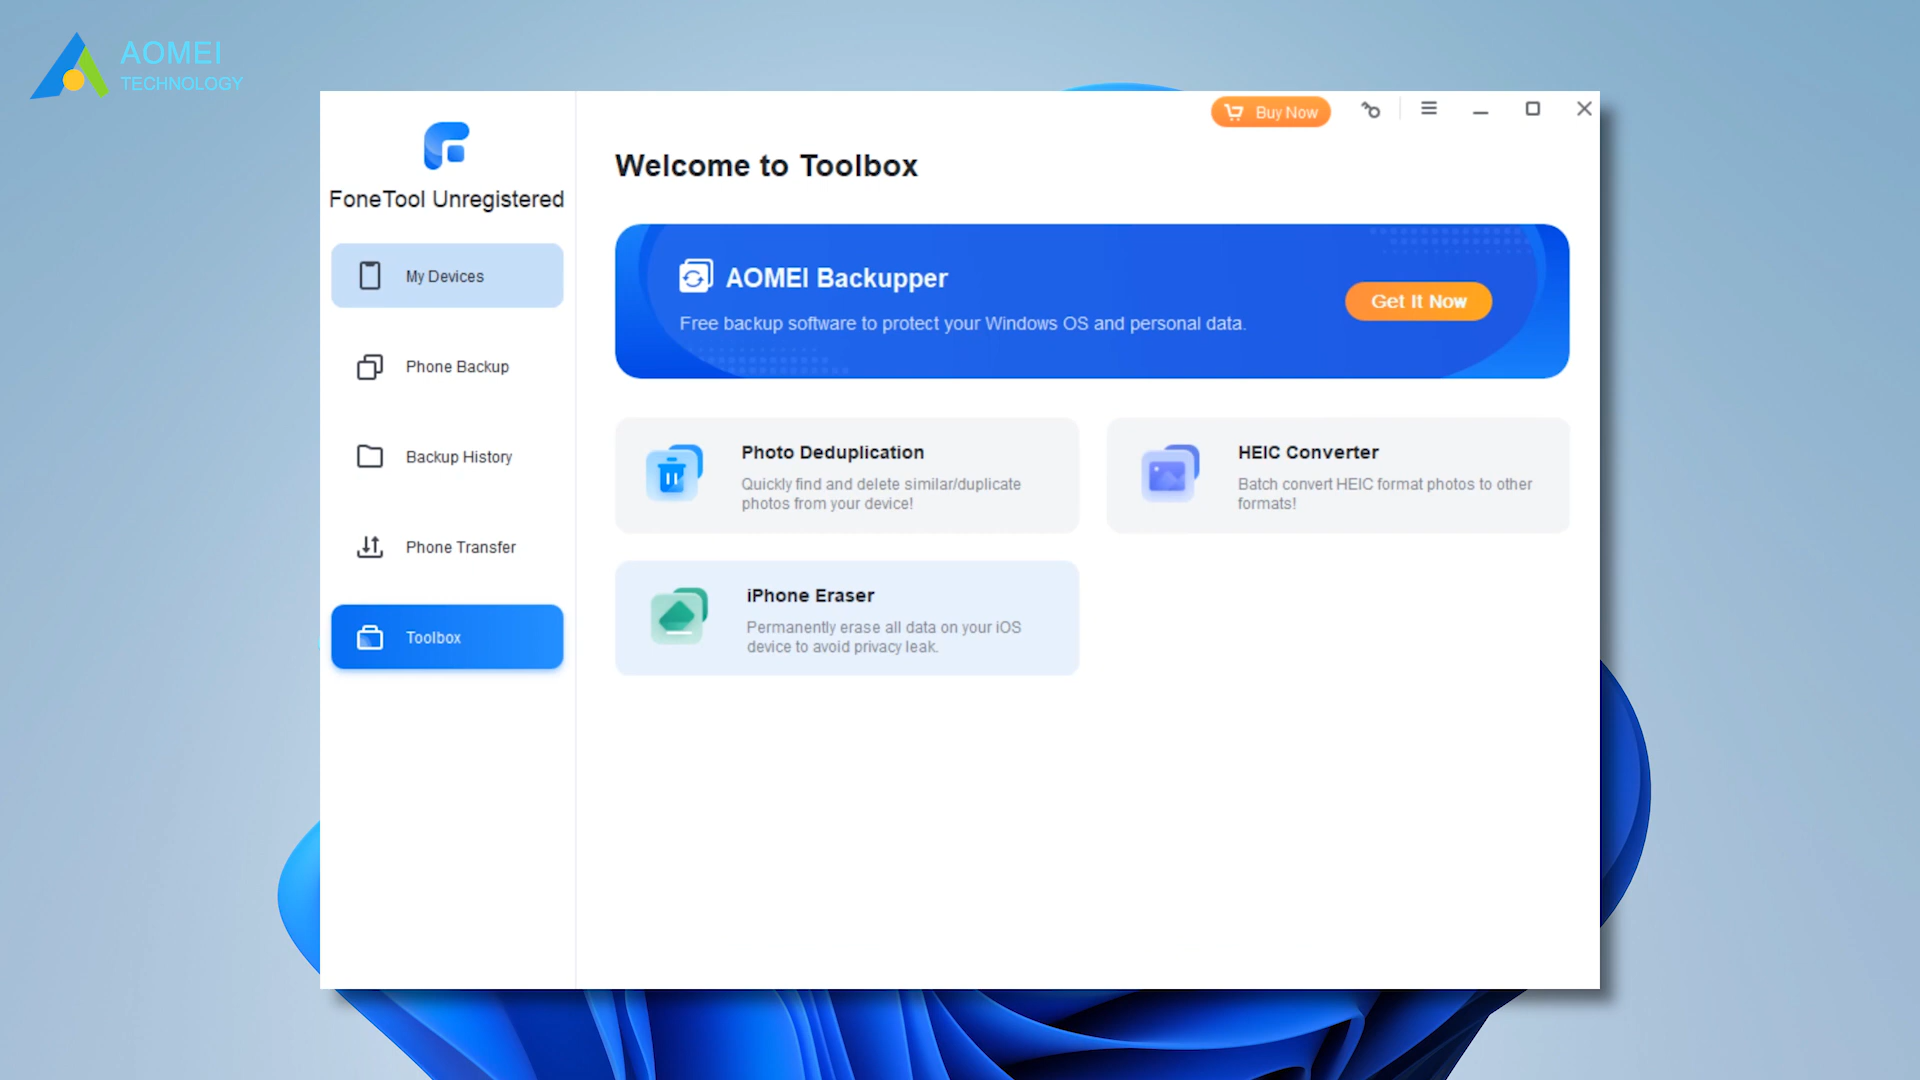 AOMEI
TECHNOLOGY
Buy Now
FoneTool Unregistered
My Devices
Phone Backup
Backup History
Phone Transfer
Toolbox
Welcome to Toolbox
AOMEI Backupper
Free backup software to protect your Windows OS and personal data.
Get It Now
Photo Deduplication
Quickly find and delete similar/duplicate
photos from your device!
HEIC Converter
Batch convert HEIC format photos to other
formats!
iPhone Eraser
Permanently erase all data on your iOS
device to avoid privacy leak.